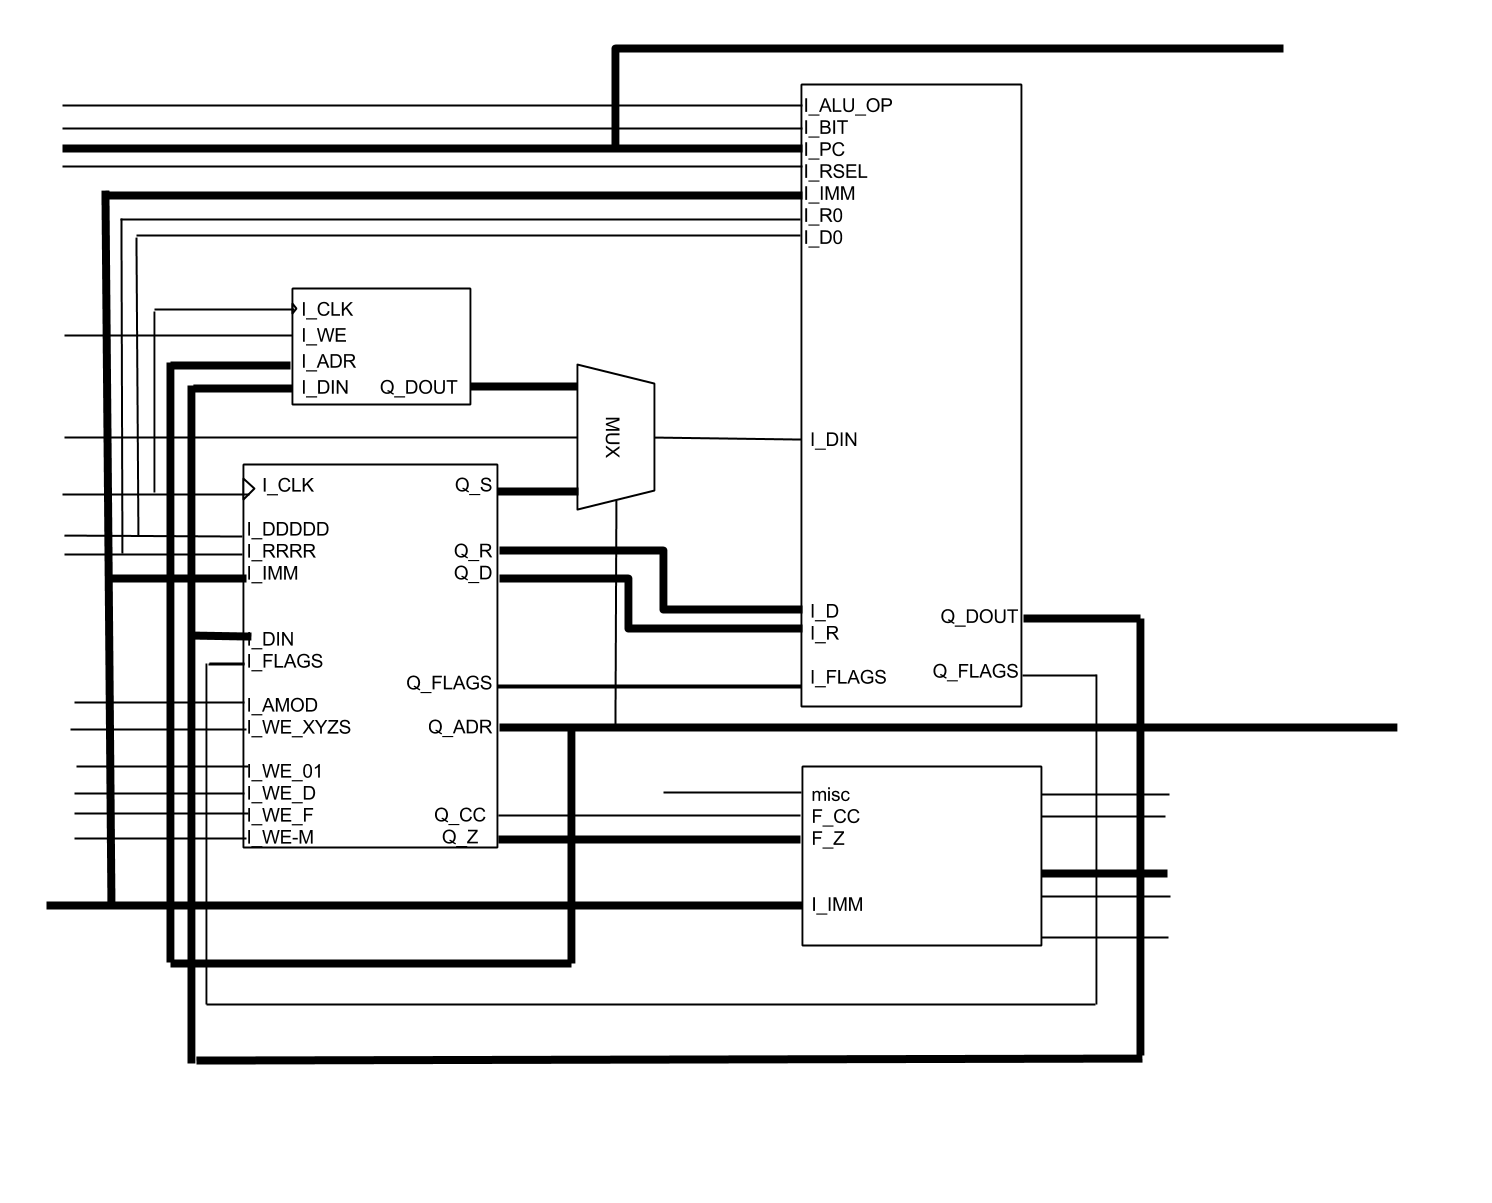 I_ALU_OP
I_BIT
I_PC
I_RSEL
I_IMM
I_R0
I_D0
I_CLK
I_WE
I_ADR
I_DIN
Q_DOUT
MUX
I_DIN
I_CLK
Q_S
I_DDDDD
I_RRRR
Q_R
I_IMM
Q_D
I_D
Q_DOUT
I_R
I_DIN
I_FLAGS
Q_FLAGS
I_FLAGS
Q_FLAGS
I_AMOD
I_WE_XYZS
Q_ADR
I_WE_01
I_WE_D
I_WE_F
I_WE-M
Q_CC
Q_Z
misc
F_CC
F_Z
I_IMM